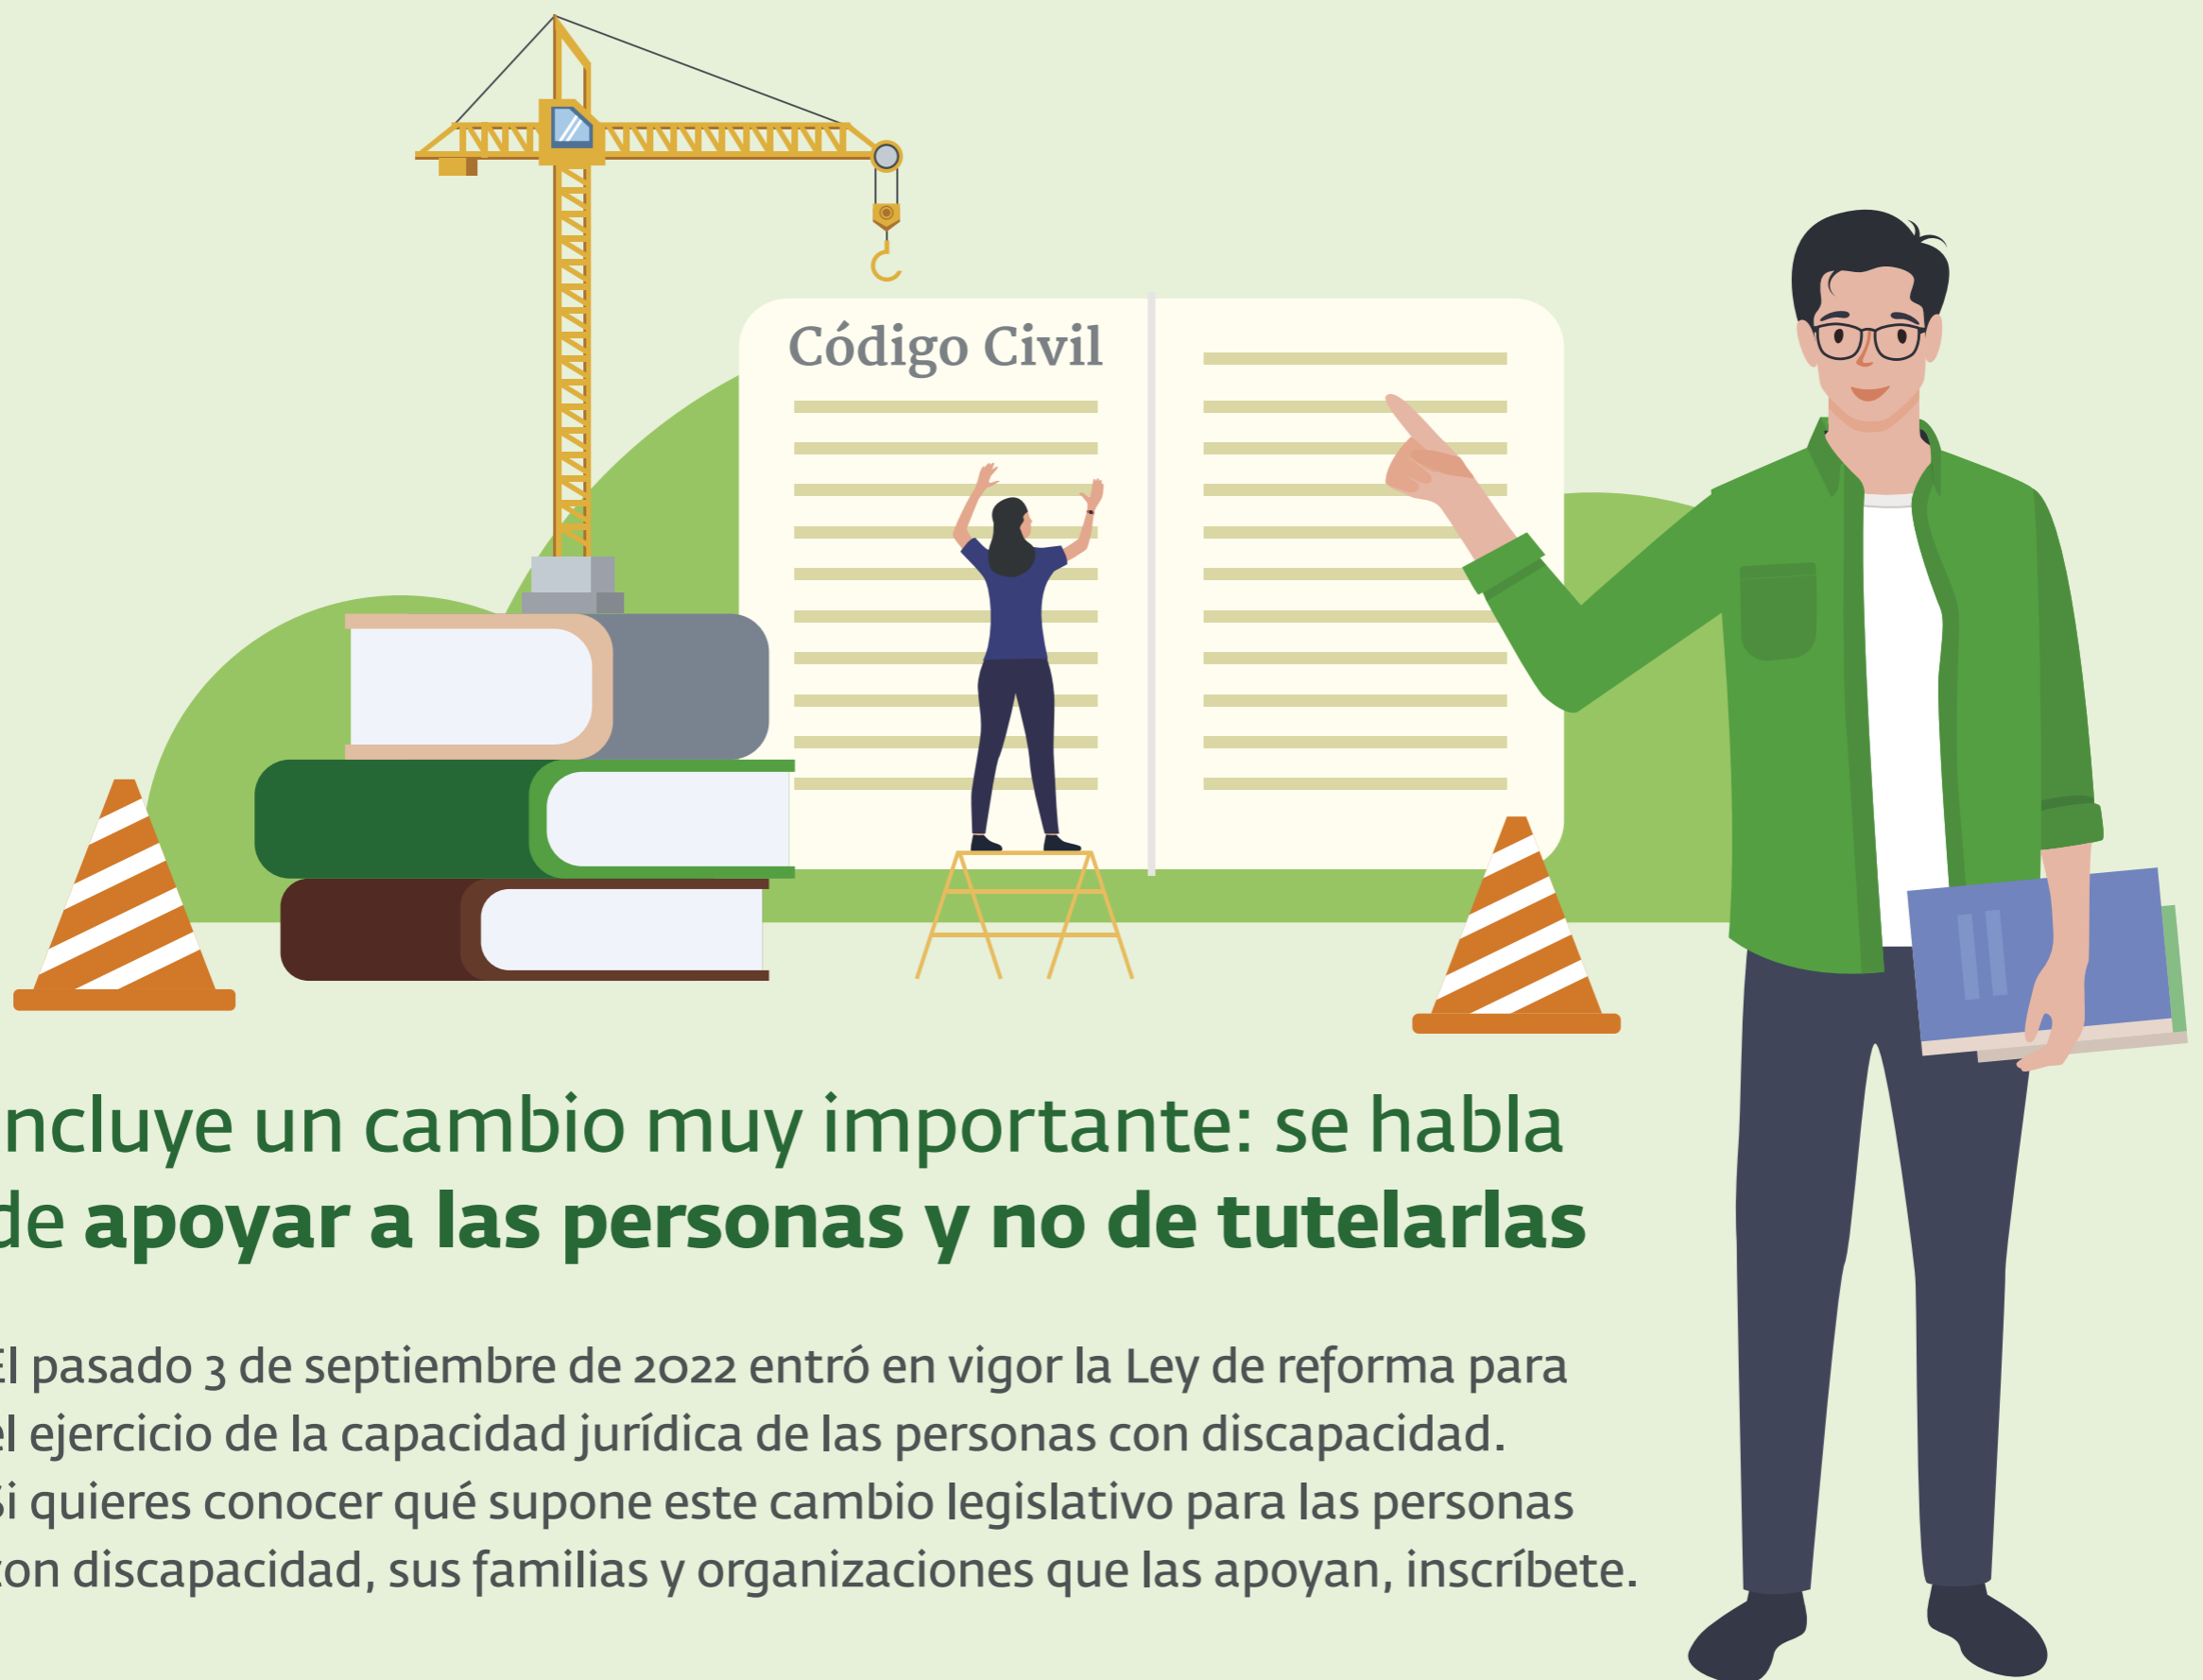 Código Civil
ncluye un cambio muy importante: se habla
de apoyar a las personas y no de tutelarlas
El pasado 3 de septiembre de 2022 entró en vigor la Ley de reforma para
el ejercicio de la capacidad jurídica de las personas con discapacidad.
Si quieres conocer qué supone este cambio legislativo para las personas
con discapacidad, sus familias y organizaciones que las apoyan, inscríbete.